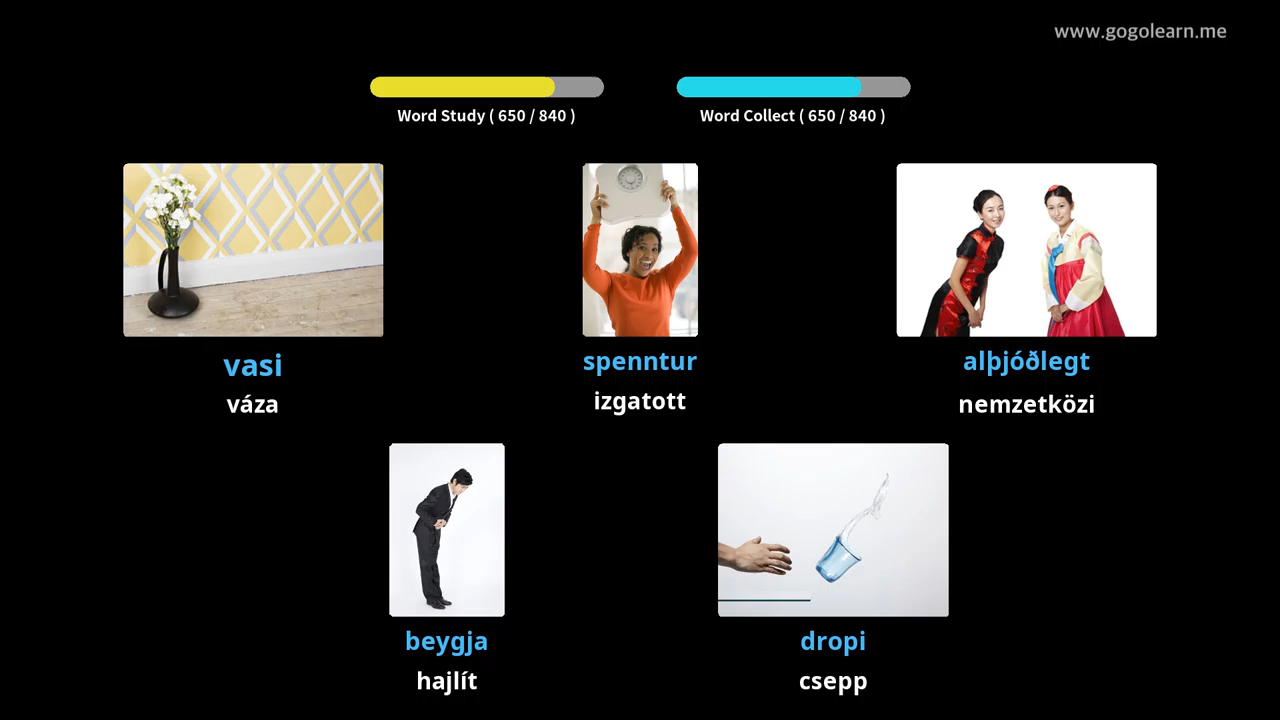 www.gogolearn.me
Word Study ( 650 / 840 )
Word Collect ( 650 / 840 )
vasi
váza
spenntur
izgatott
alþjóðlegt
nemzetközi
beygja
hajlít
dropi
csepp